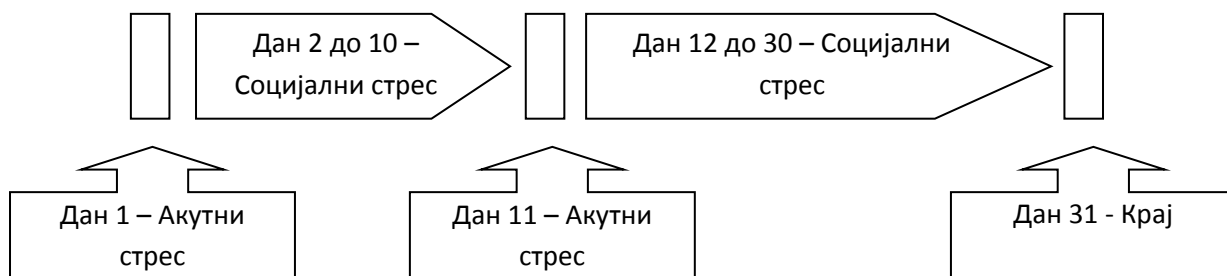 Дан 2 до 10 –
Социјални стрес
Дан 12 до 30 – Социјални
стрес
Дан 1 – Акутни
стрес
Дан 11 – Акутни
стрес
Дан 31 - Крај